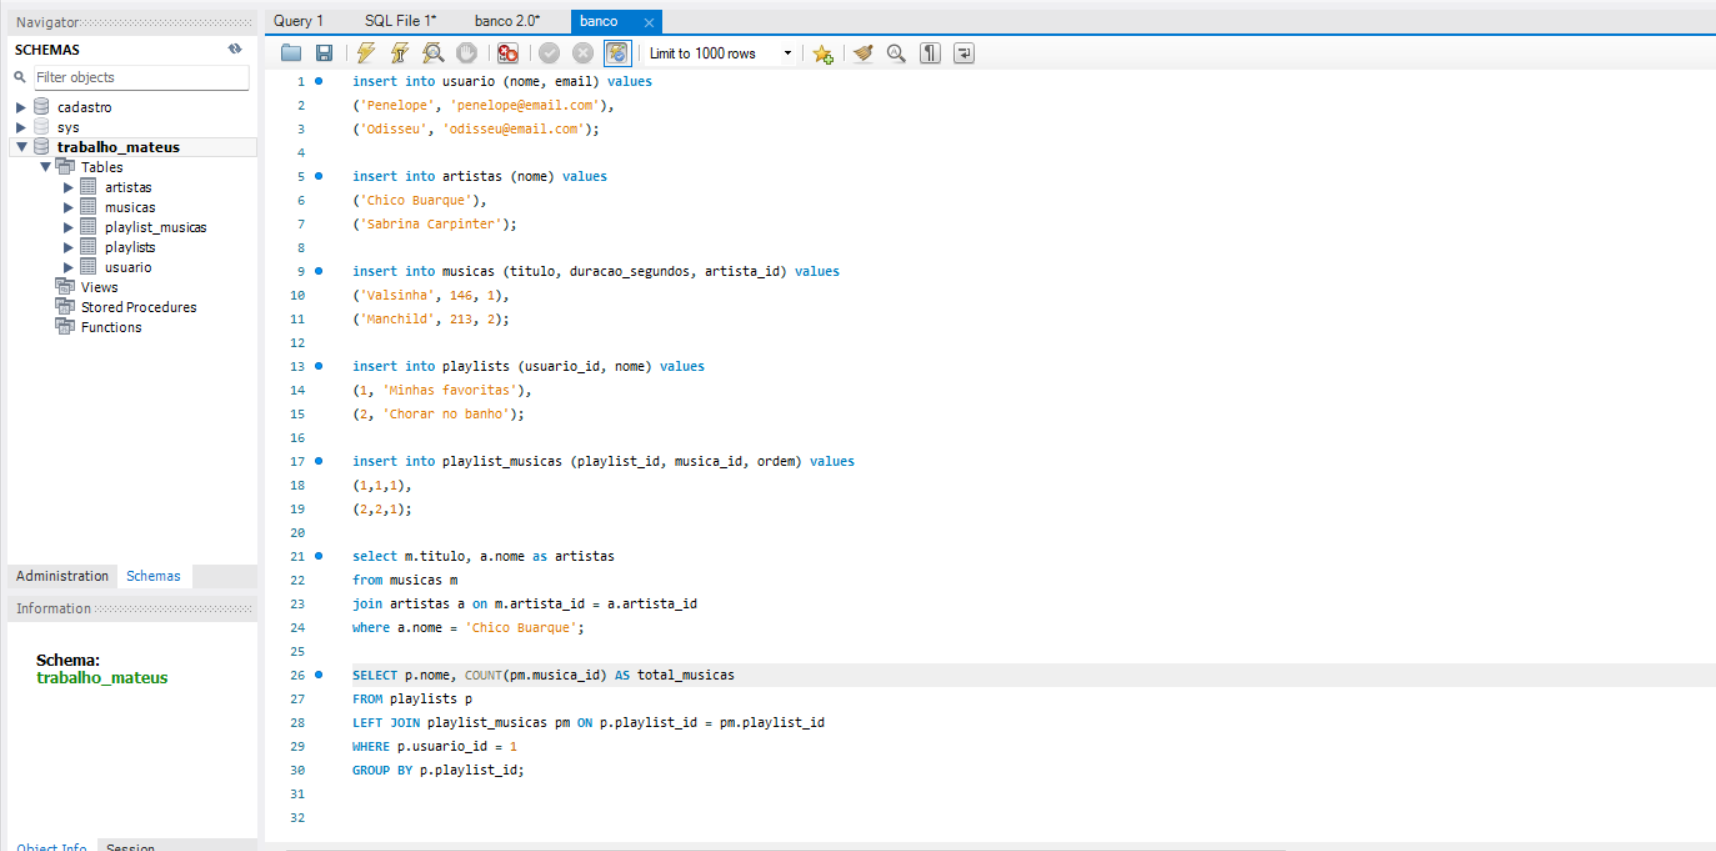 Navigator
SCHEMAS
Filter objects
cadastro
sys
trabalho_mateus
Tables
artistas
musicas
playlist_musicas
playlists
usuario
Views
Stored Procedures
Functions
Administration Schemas
Information
Schema:
trabalho_mateus
Object Info Session
Query 1 SQL File 1* banco 2.0* banco
Limit to 1000 rows
1 insert into usuario (nome, email) values
2 ('Penelope', 'penelope@email.com'),
3 ('Odisseu', 'odisseu@email.com');
4
5 insert into artistas (nome) values
6 ('Chico Buarque'),
7 ('Sabrina Carpinter');
8
9 insert into musicas (titulo, duracao_segundos, artista_id) values
10 ('Valsinha', 146, 1),
11 ('Manchild', 213, 2);
12
13 insert into playlists (usuario_id, nome) values
14 (1, 'Minhas favoritas'),
15 (2, 'Chorar no banho');
16
17 insert into playlist_musicas (playlist_id, musica_id, ordem) values
18 (1,1,1),
19 (2,2,1);
20
21 select m.titulo, a.nome as artistas
22 from musicas m
23 join artistas a on m.artista_id = a.artista_id
24 where a.nome = 'Chico Buarque';
25
26 SELECT p.nome, COUNT(pm.musica_id) AS total_musicas
27 FROM playlists p
28 LEFT JOIN playlist_musicas pm ON p.playlist_id = pm.playlist_id
29 WHERE p.usuario_id = 1
30 GROUP BY p.playlist_id;
31
32